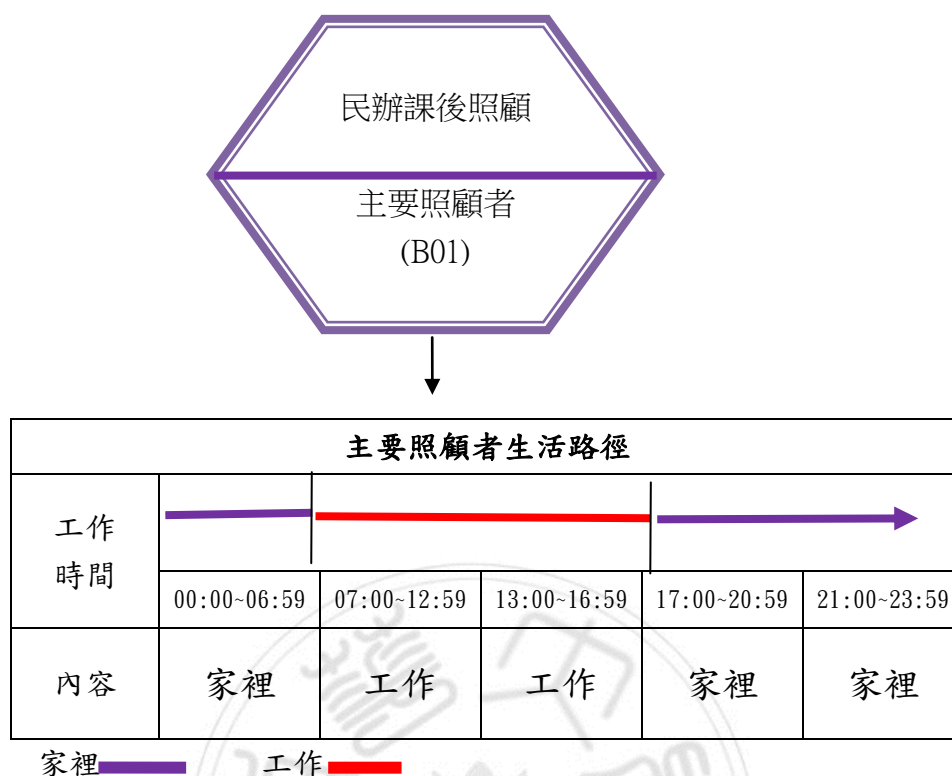 民辦課後照顧
主要照顧者
(B01)
主要照顧者生活路徑
工作
時間
00:00~06:59 07:00~12:59 13:00~16:59 17:00~20:59 21:00~23:59
內容 家裡 工作 工作 家裡 家裡
家裡 工作